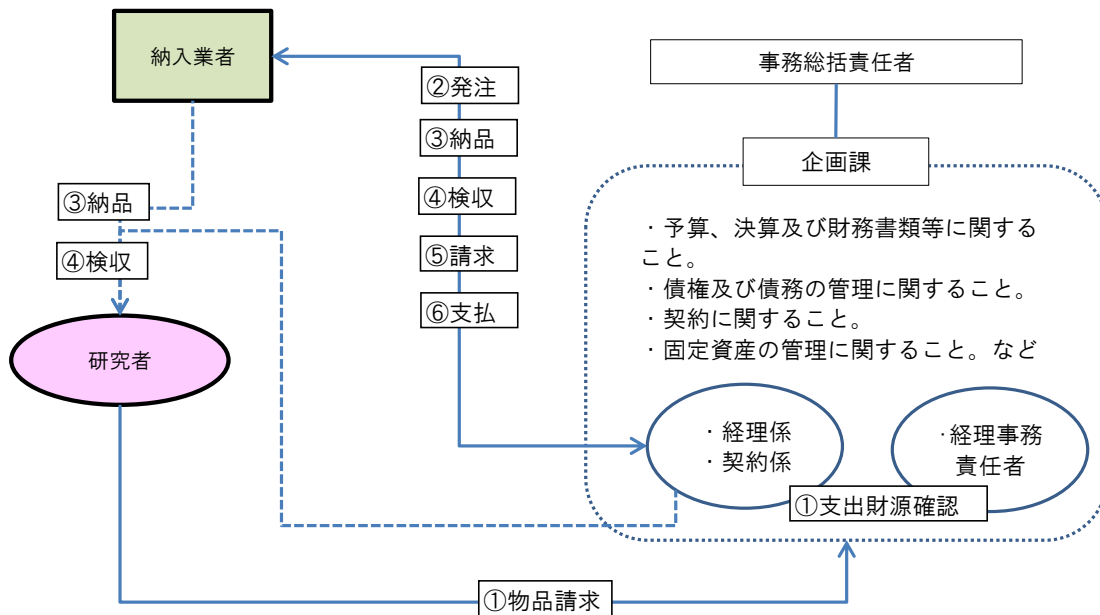 納入業者
②発注
③納品
④検収
⑤請求
⑥支払
③納品
④検収
研究者
事務総括責任者
企画課
・予算、決算及び財務書類等に関する
こと。
・債権及び債務の管理に関すること。
・契約に関すること。
・固定資産の管理に関すること。など
・経理係
・契約係
・経理事務
責任者
①支出財源確認
①物品請求